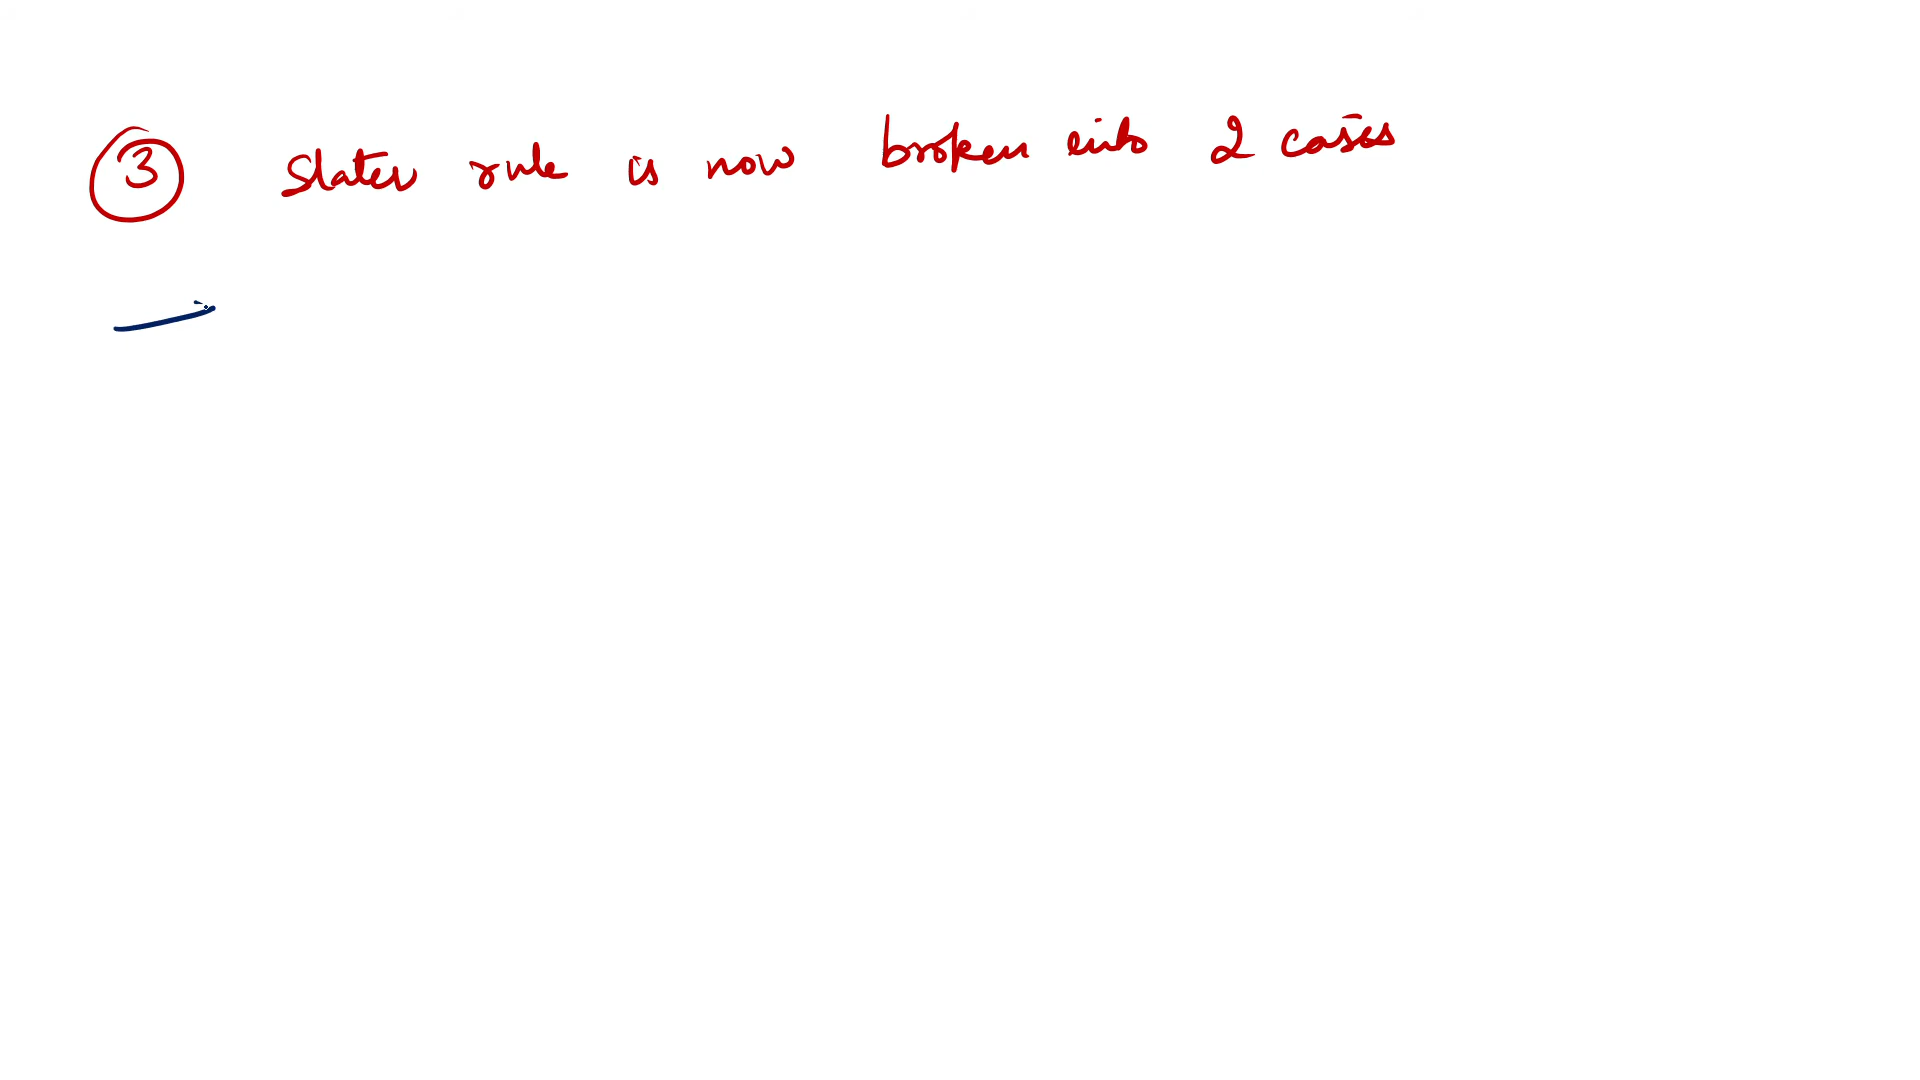 ③ Slater rule is now broken into 2 cases